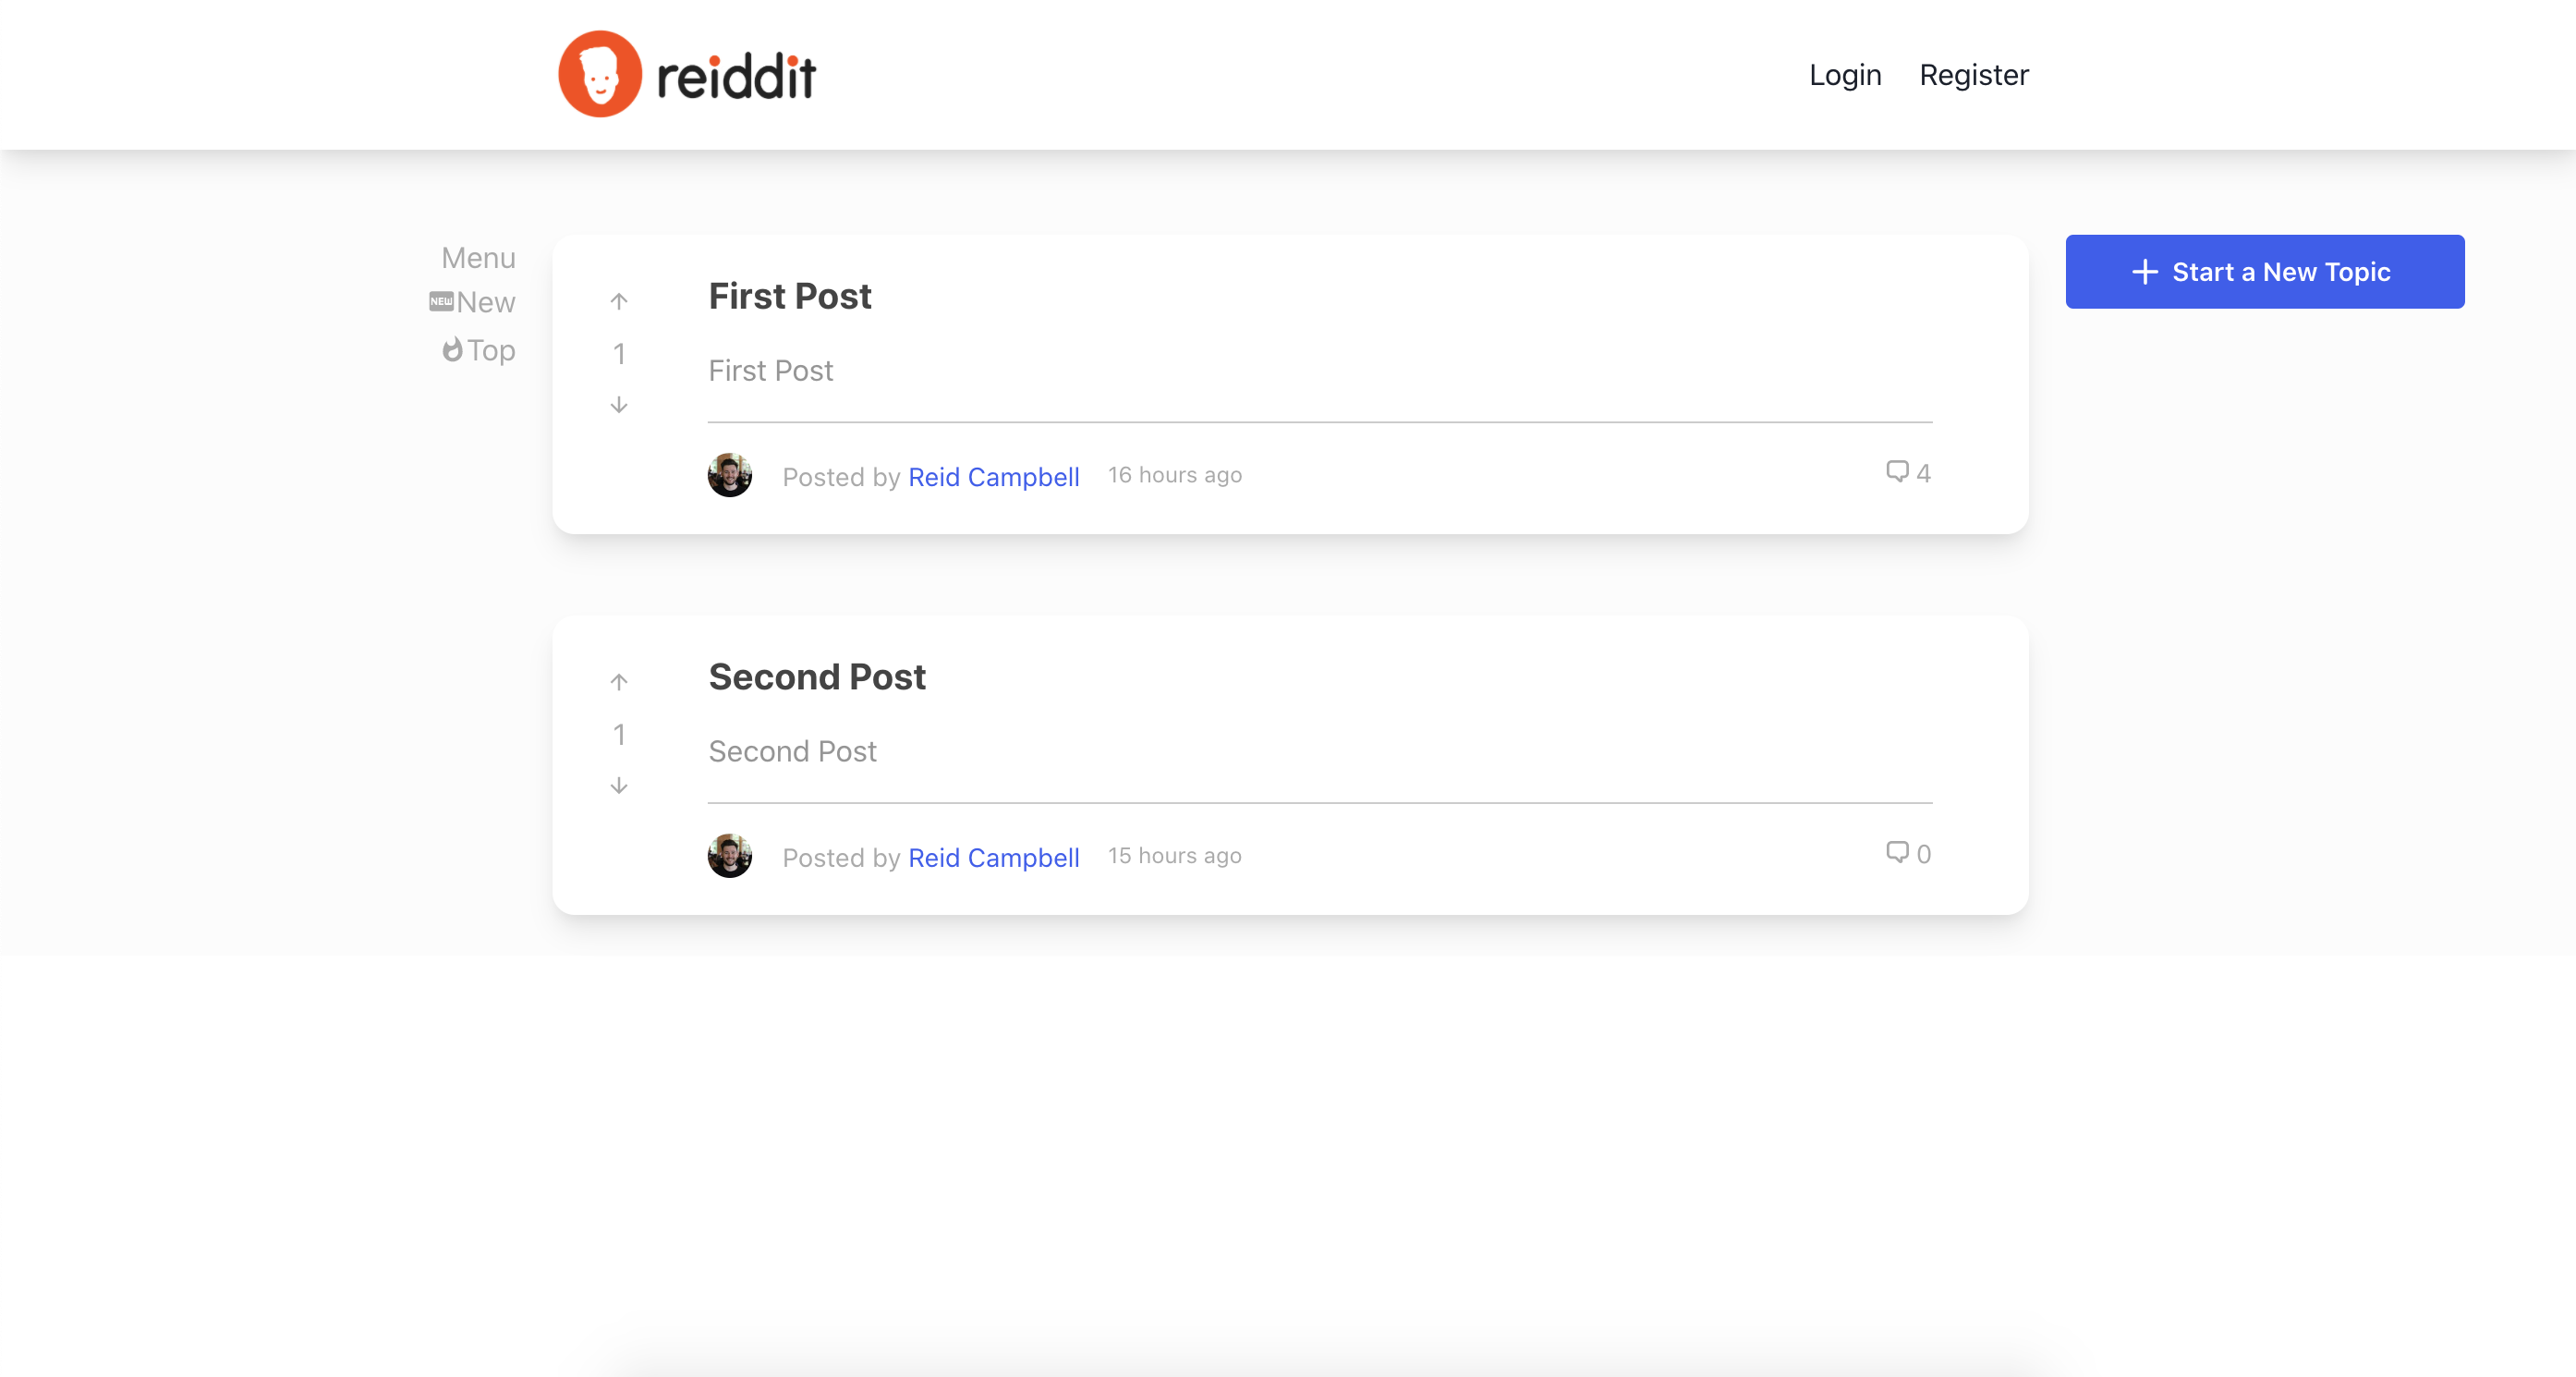 reiddit
Login Register
Menu
NEW New
Top
Start a New Topic
First Post
1
First Post
Posted by Reid Campbell 16 hours ago
4
Second Post
1
Second Post
Posted by Reid Campbell 15 hours ago
0